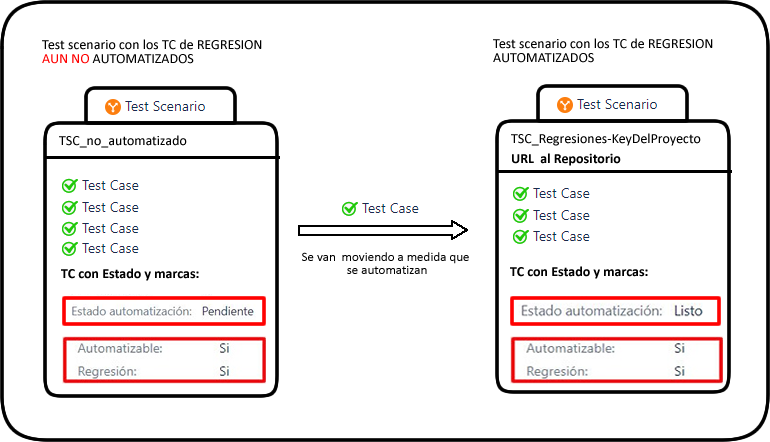 Test scenario con los TC de REGRESION
AUN NO AUTOMATIZADOS
Test Scenario
TSC_no_automatizado
Test Case
Test Case
Test Case
Test Case
TC con Estado y marcas:
Estado automatización: Pendiente
Automatizable: Si
Regresión: Si
Test Case
Se van moviendo a medida que
se automatizan
Test scenario con los TC de REGRESION
AUTOMATIZADOS
Test Scenario
TSC_Regresiones-KeyDelProyecto
URL al Repositorio
Test Case
Test Case
Test Case
TC con Estado y marcas:
Estado automatización: Listo
Automatizable: Si
Regresión: Si